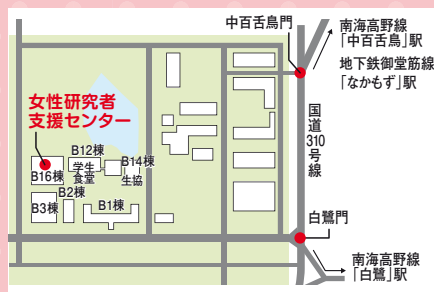 中百舌鳥門
南海高野線
「中百舌鳥」駅
地下鉄御堂筋線
「なかもず」駅
女性研究者
支援センター
国道310号線
B12棟
学生
食堂
B14棟
生協
B16棟
B2棟
B3棟
B1棟
白鷺門
南海高野線
「白鷺」駅